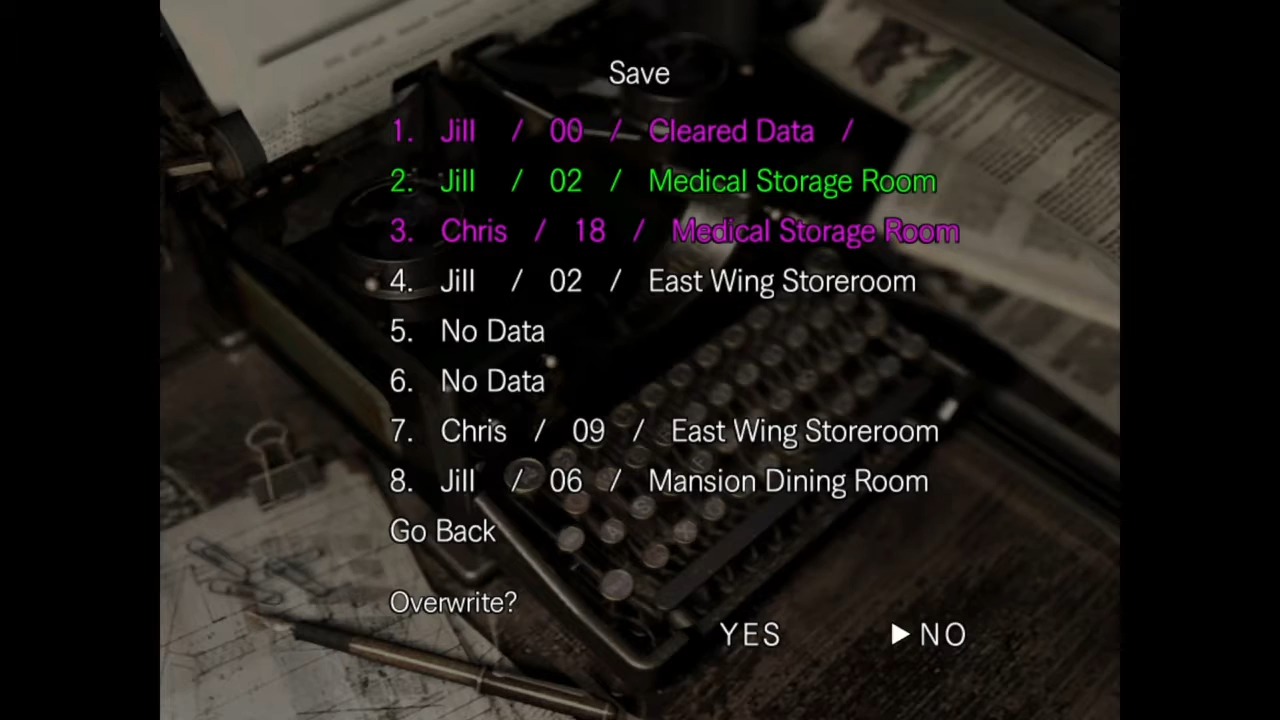 Save
1. Jill / 00 / Cleared Data /
2. Jill / 02 / Medical Storage Room
3. Chris / 18 / Medical Storage Room
4. Jill / 02 / East Wing Storeroom
5. No Data
6. No Data
7. Chris / 09 / East Wing Storeroom
8. Jill / 06 / Mansion Dining Room
Go Back
Overwrite?
YES ▶NO